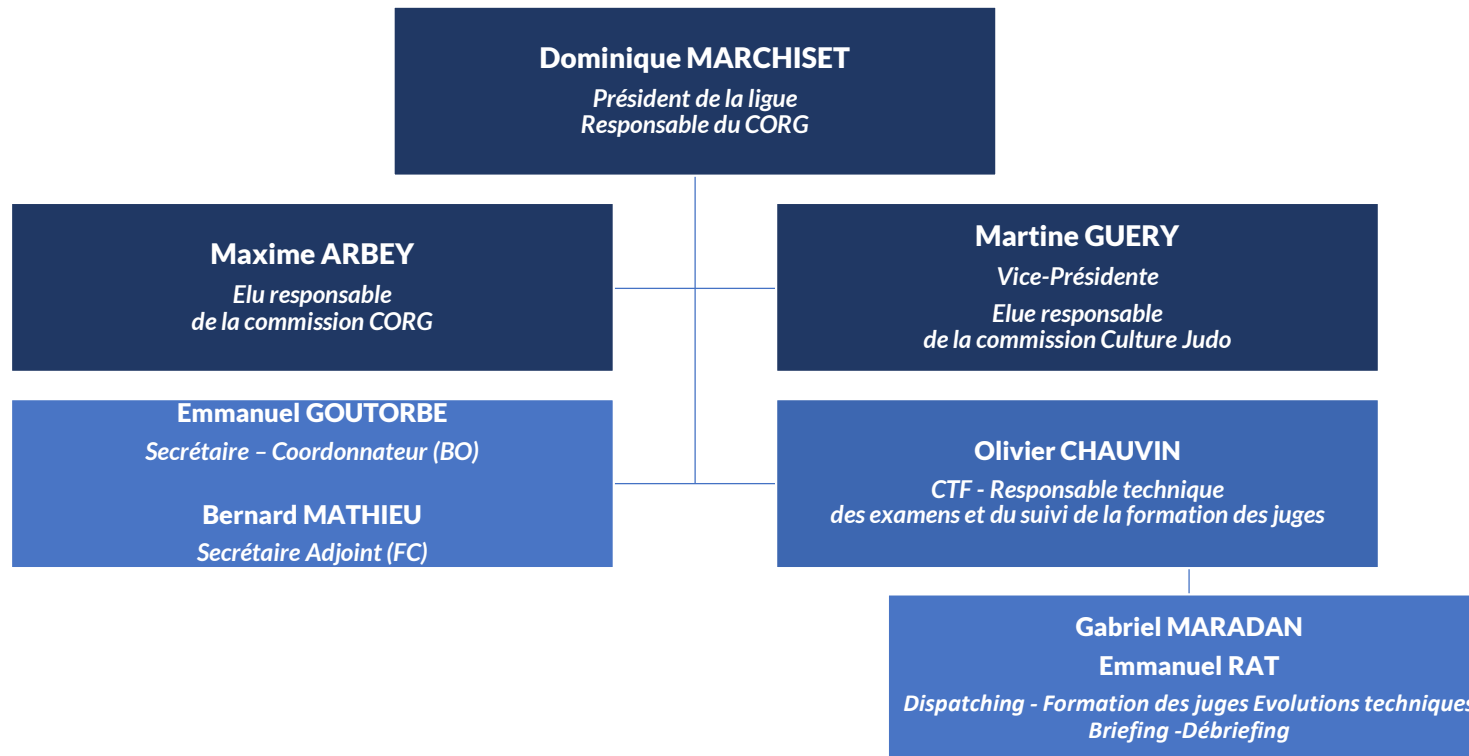 Dominique MARCHISET
Président de la ligue
Responsable du CORG
Maxime ARBEY
Elu responsable
de la commission CORG
Martine GUERY
Vice-Présidente
Elue responsable
de la commission Culture Judo
Emmanuel GOUTORBE
Secrétaire – Coordonnateur (BO)
Bernard MATHIEU
Secrétaire Adjoint (FC)
Olivier CHAUVIN
CTF - Responsable technique
des examens et du suivi de la formation des juges
Gabriel MARADAN
Emmanuel RAT
Dispatching - Formation des juges Evolutions techniques
Briefing -Débriefing